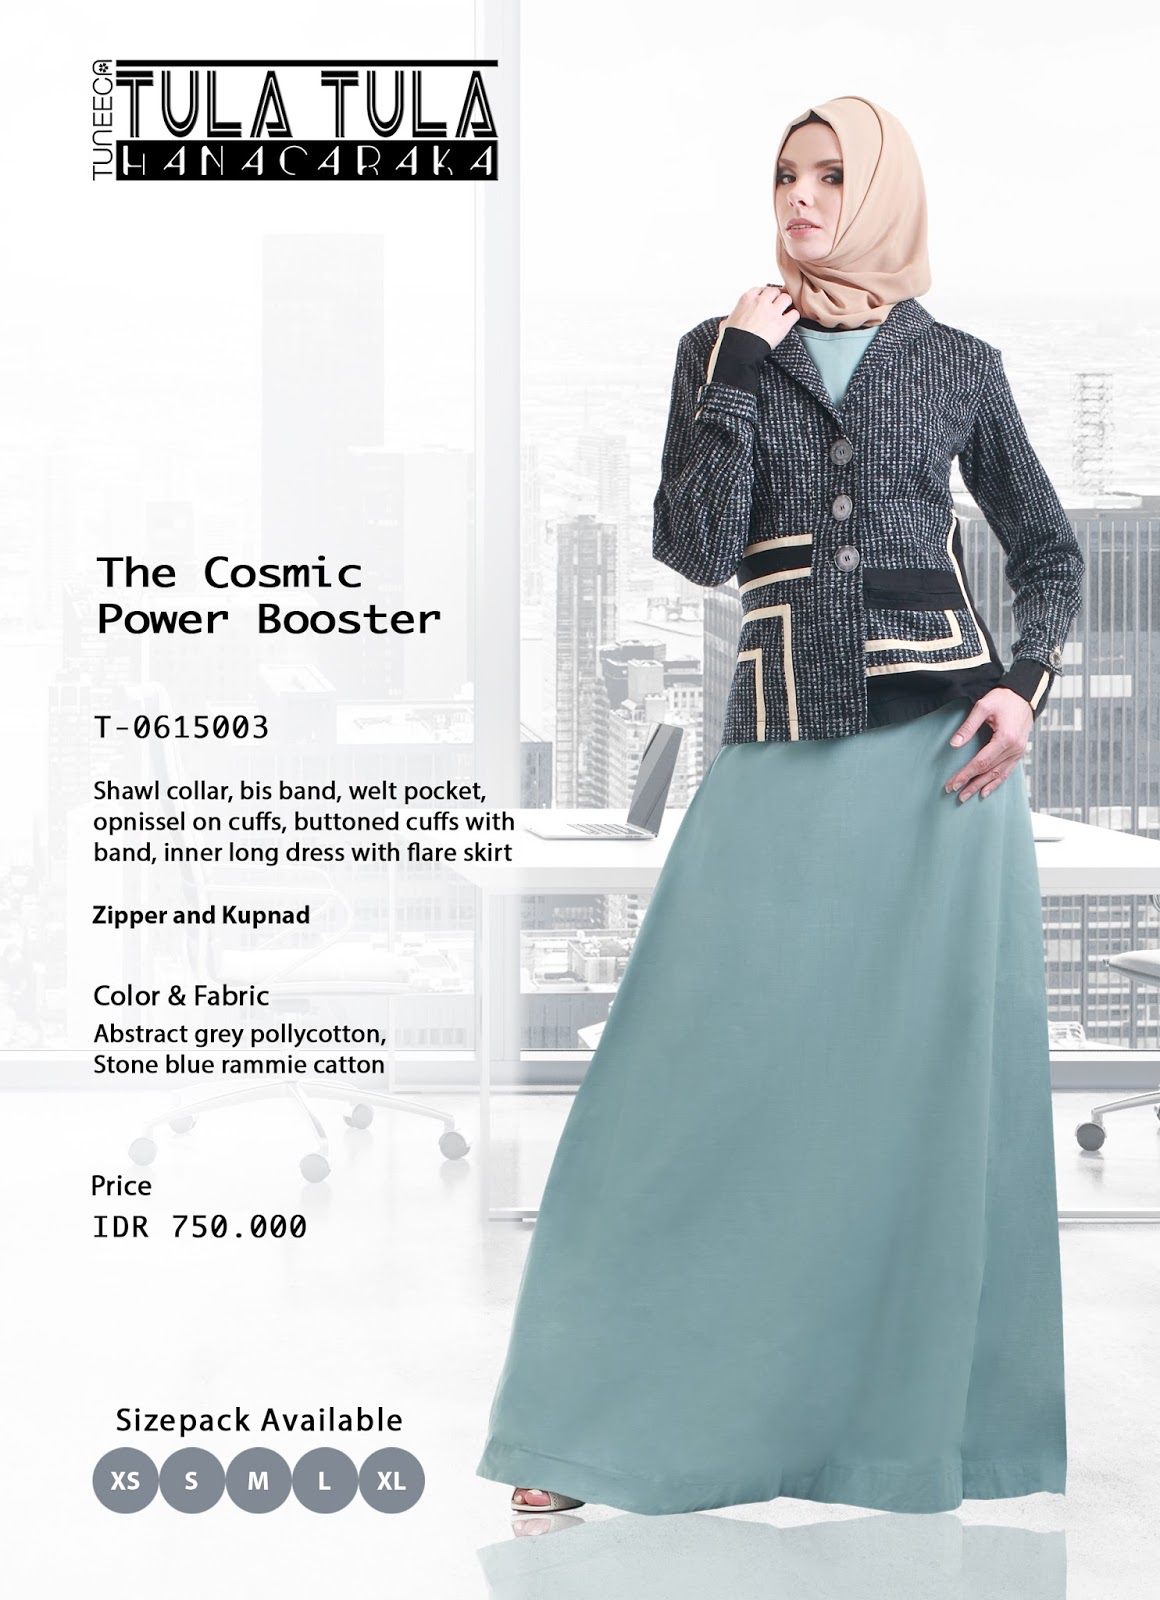 TUNEECA
TULA TULA
HANACARAKA
The Cosmic
Power Booster
T-0615003
Shawl collar, bis band, welt pocket,
opnissel on cuffs, buttoned cuffs with
band, inner long dress with flare skirt
Zipper and Kupnad
Color & Fabric
Abstract grey pollycotton,
Stone blue rammie catton
Price
IDR 750.000
Sizepack Available
XS S M L XL